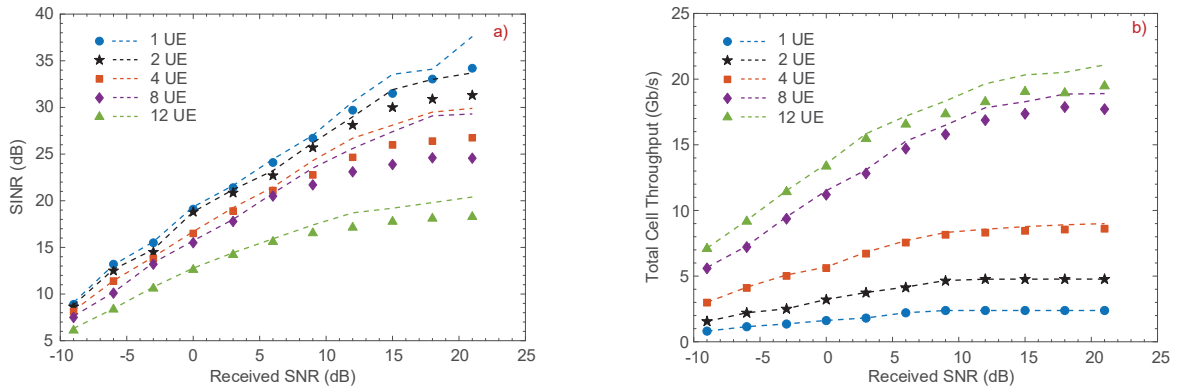 a)
1 UE
2 UE
4 UE
8 UE
12 UE
SINR (dB)
40
35
30
25
20
15
10
5
-10
-5
0
5
10
15
20
25
Received SNR (dB)
b)
1 UE
2 UE
4 UE
8 UE
12 UE
Total Cell Throughput (Gb/s)
25
20
15
10
5
0
-10
-5
0
5
10
15
20
25
Received SNR (dB)